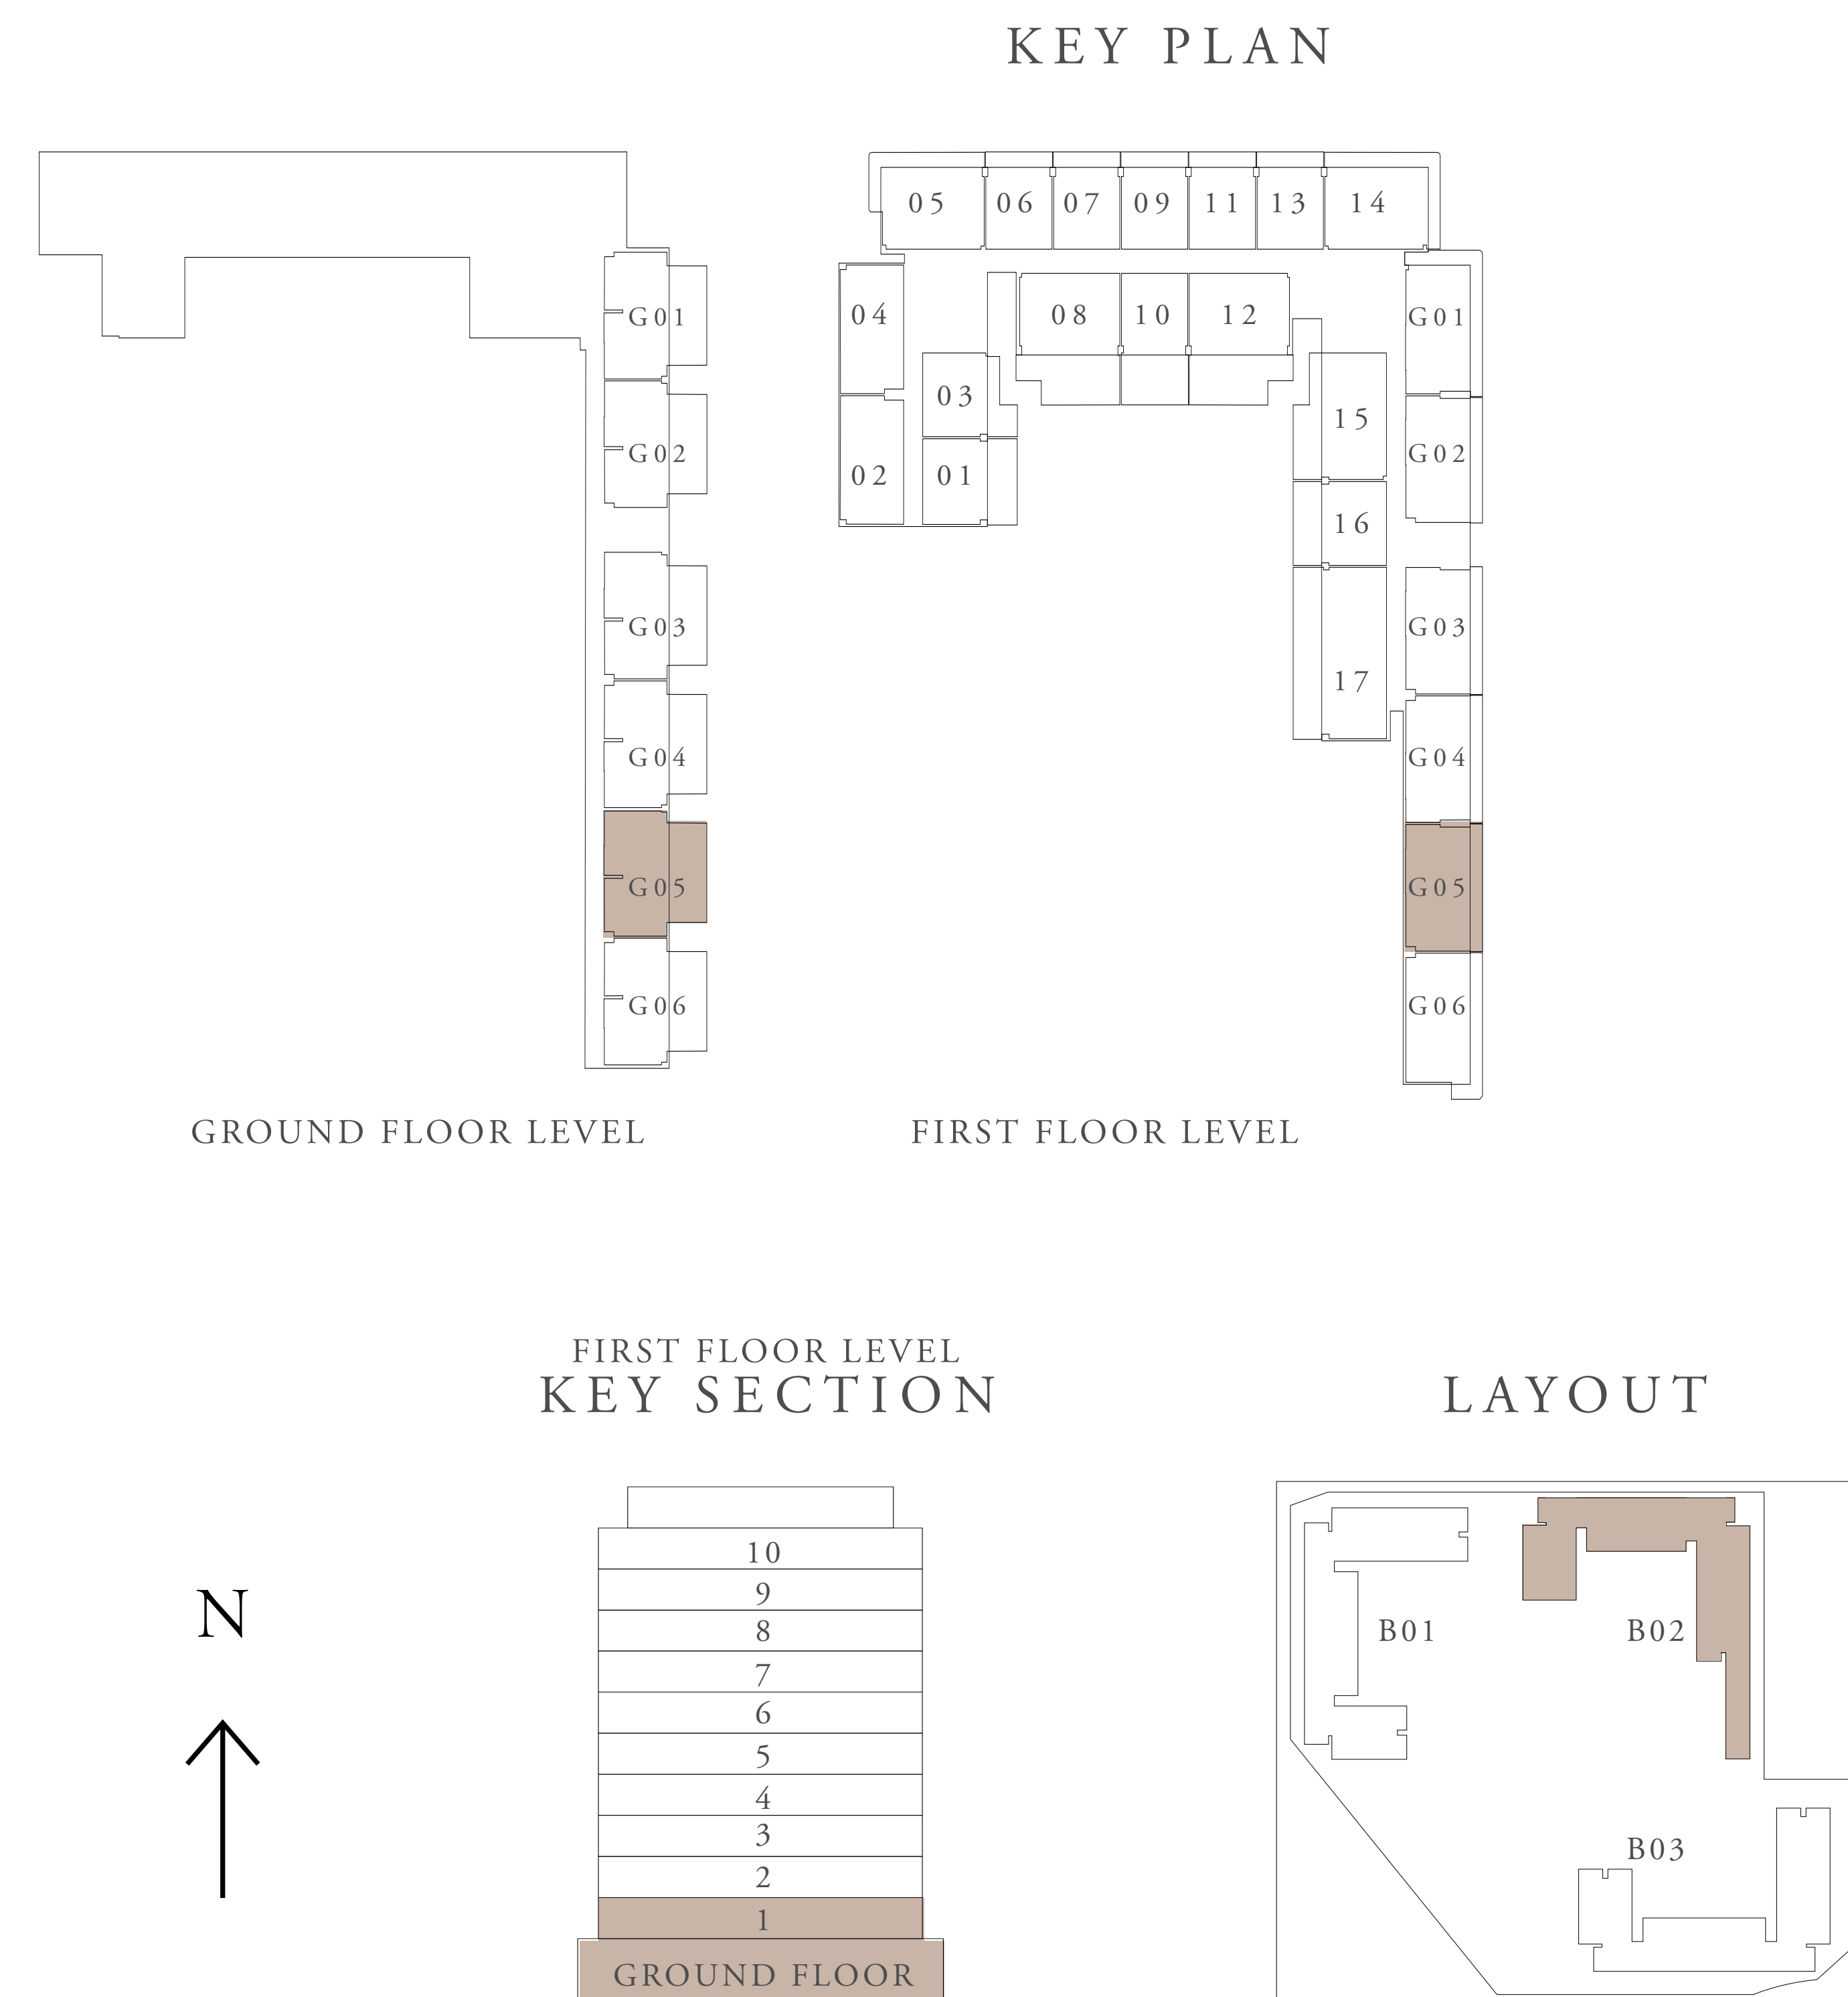 KEY PLAN
05 06 07 09 11 13 14
04 08 10 12
03
02 01
15
16
17
G01 G01
G02 G02
G03 G03
G04 G04
G05 G05
G06 G06
GROUND FLOOR LEVEL FIRST FLOOR LEVEL
FIRST FLOOR LEVEL
KEY SECTION
LAYOUT
N
10
9
8
7
6
5
4
3
2
1
GROUND FLOOR
B01 B02
B03